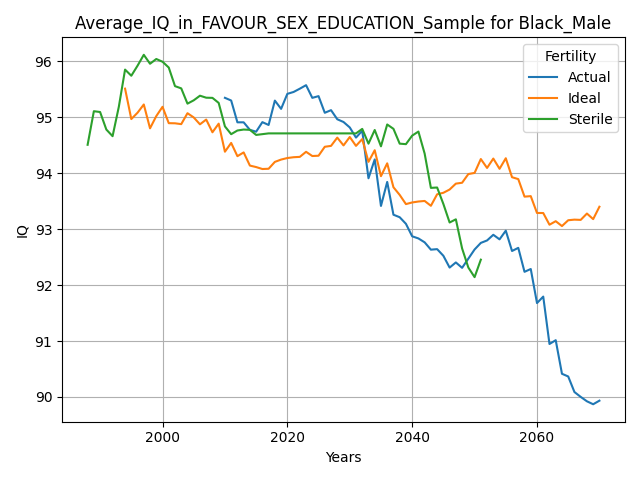 Average_IQ_in_FAVOUR_SEX_EDUCATION_Sample for Black_Male
Fertility
Actual
Ideal
Sterile
96
95
94
93
92
91
90
IQ
2000
2020
2040
2060
Years